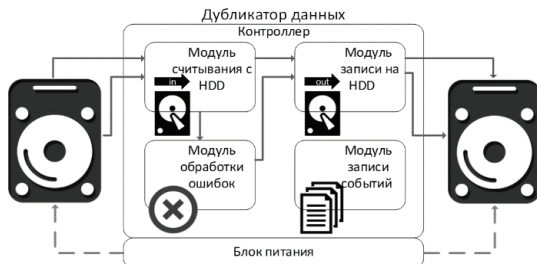 Дубликатор данных
Контроллер
Модуль
считывания с
HDD
in
Модуль
записи на
HDD
out
Модуль
обработки
ошибок
Модуль
записи
событий
Блок питания